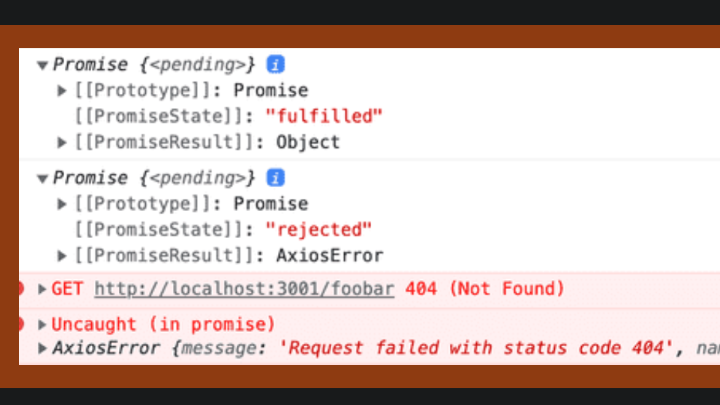 ▼Promise {<pending>} i
▶[[Prototype]]: Promise
[[PromiseState]]: "fulfilled"
▶[[PromiseResult]]: Object
▼Promise {<pending>} i
▶[[Prototype]]: Promise
[[PromiseState]]: "rejected"
▶[[PromiseResult]]: AxiosError
▶GET http://localhost:3001/foobar 404 (Not Found)
▶Uncaught (in promise)
▶AxiosError {message: 'Request failed with status code 404', na